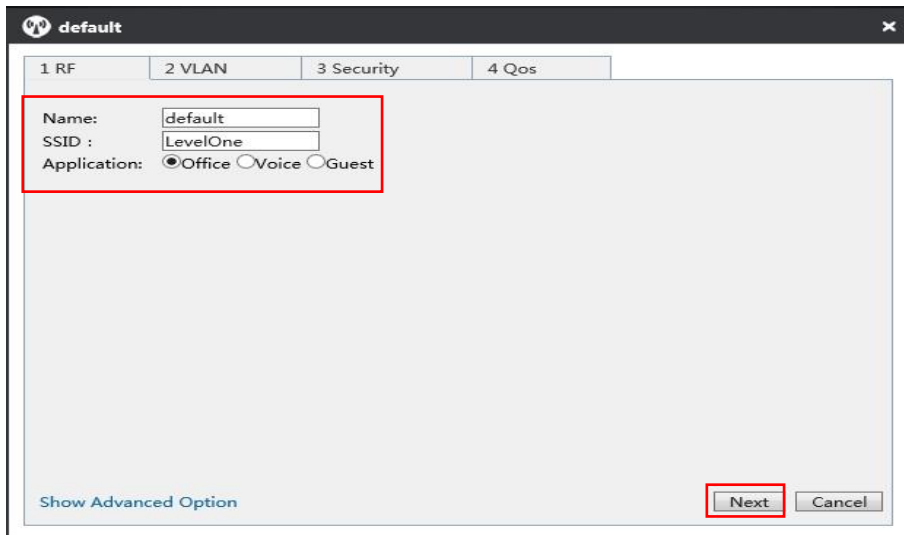 default
1 RF 2 VLAN 3 Security 4 Qos
Name: default
SSID : LevelOne
Application: Office Voice Guest
Show Advanced Option Next Cancel